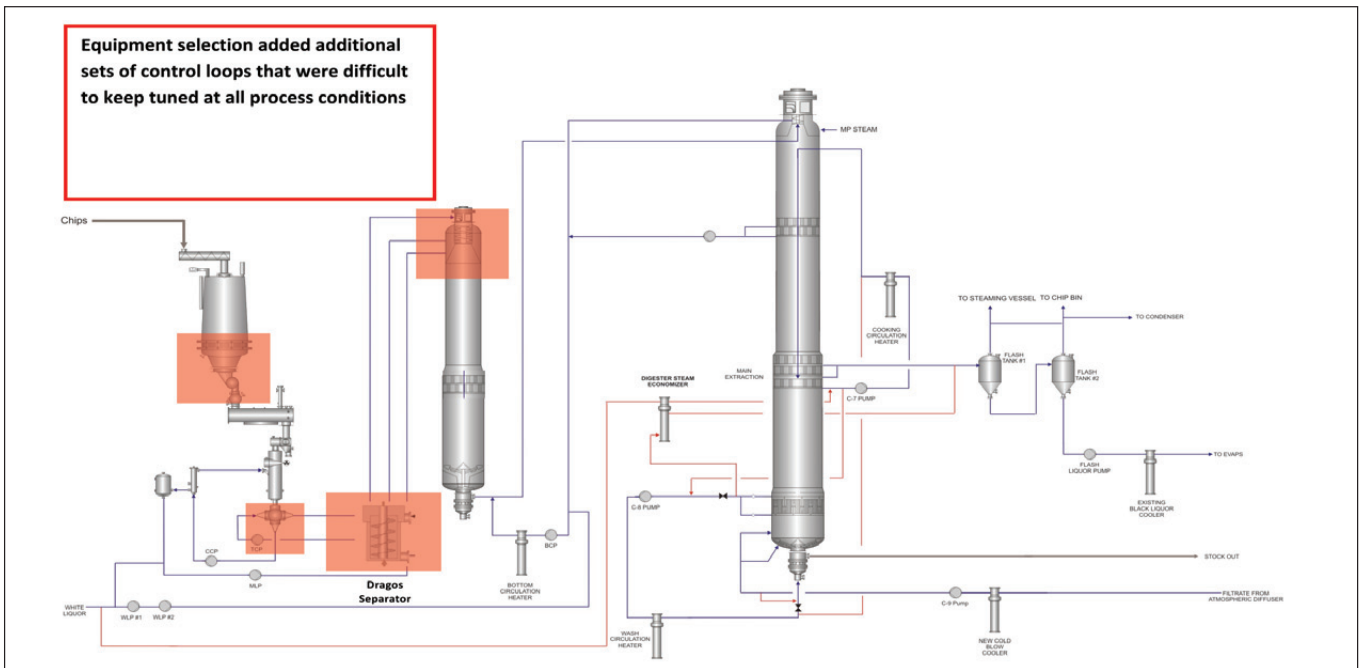 Equipment selection added additional
sets of control loops that were difficult
to keep tuned at all process conditions
Chips
MP STEAM
TO STEAMING VESSEL
TO CHIP BIN
TO CONDENSER
COOKING
CIRCULATION
HEATER
FLASH
TANK #1
FLASH
TANK #2
MAIN
EXTRACTION
DIGESTER STEAM
ECONOMIZER
C-7 PUMP
FLASH
LIQUOR PUMP
TO EVAPS
EXISTING
BLACK LIQUOR
COOLER
C-8 PUMP
TCP
CCP
MLP
BCP
BOTTOM
CIRCULATION
HEATER
Dragos
Separator
STOCK OUT
WHITE
LIQUOR
WLP #1
WLP #2
WASH
CIRCULATION
HEATER
C-9 Pump
NEW COLD
BLOW
COOLER
FILTRATE FROM
ATMOSPHERIC DIFFUSER